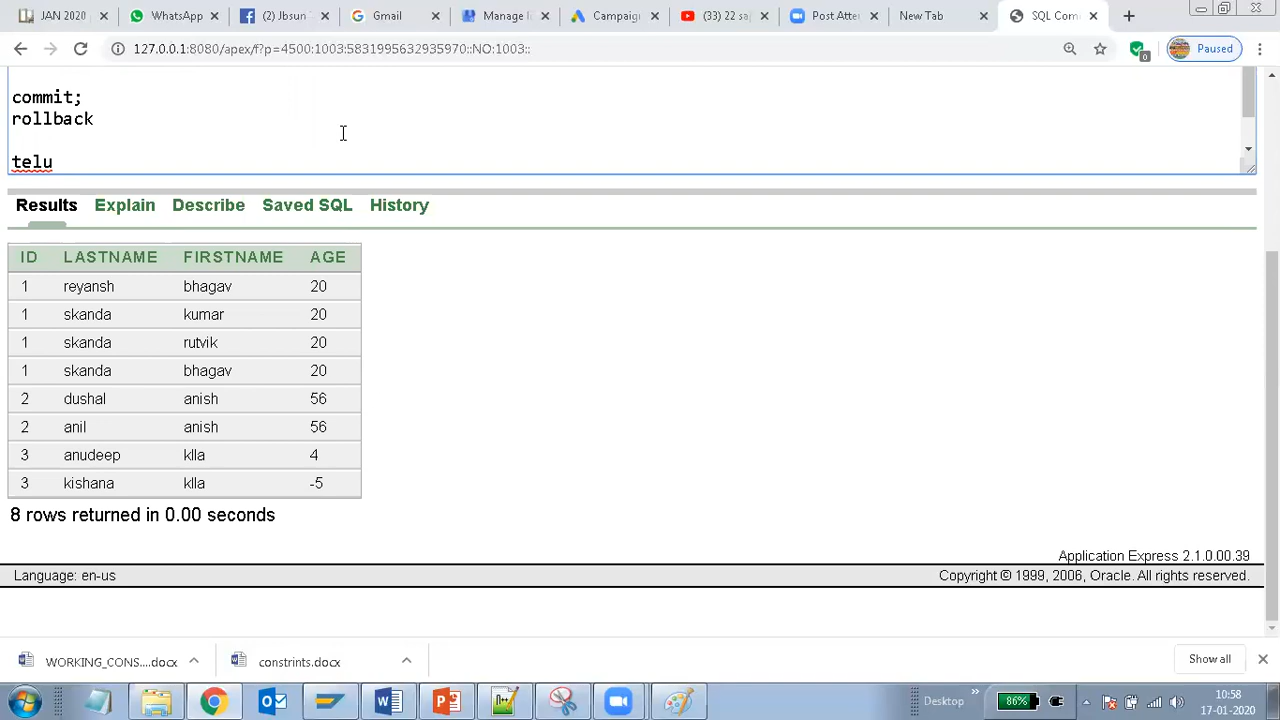 JAN 2020
WhatsApp
(2) Jbsun
Gmail
Manage
Campaig
(33) 22 sa
Post Atter
New Tab
SQL Com
127.0.0.1:8080/apex/f?p=4500:1003:5831995632935970::NO:1003::
Paused
commit;
rollback
telu
Results Explain Describe Saved SQL History
ID LASTNAME FIRSTNAME AGE
1 reyansh bhagav 20
1 skanda kumar 20
1 skanda rutvik 20
1 skanda bhagav 20
2 dushal anish 56
2 anil anish 56
3 anudeep klla 4
3 kishana klla -5
8 rows returned in 0.00 seconds
Application Express 2.1.0.00.39
Language: en-us
Copyright © 1999, 2006, Oracle. All rights reserved.
WORKING_CONS....docx
constrints.docx
Show all
Desktop
86%
10:58
17-01-2020